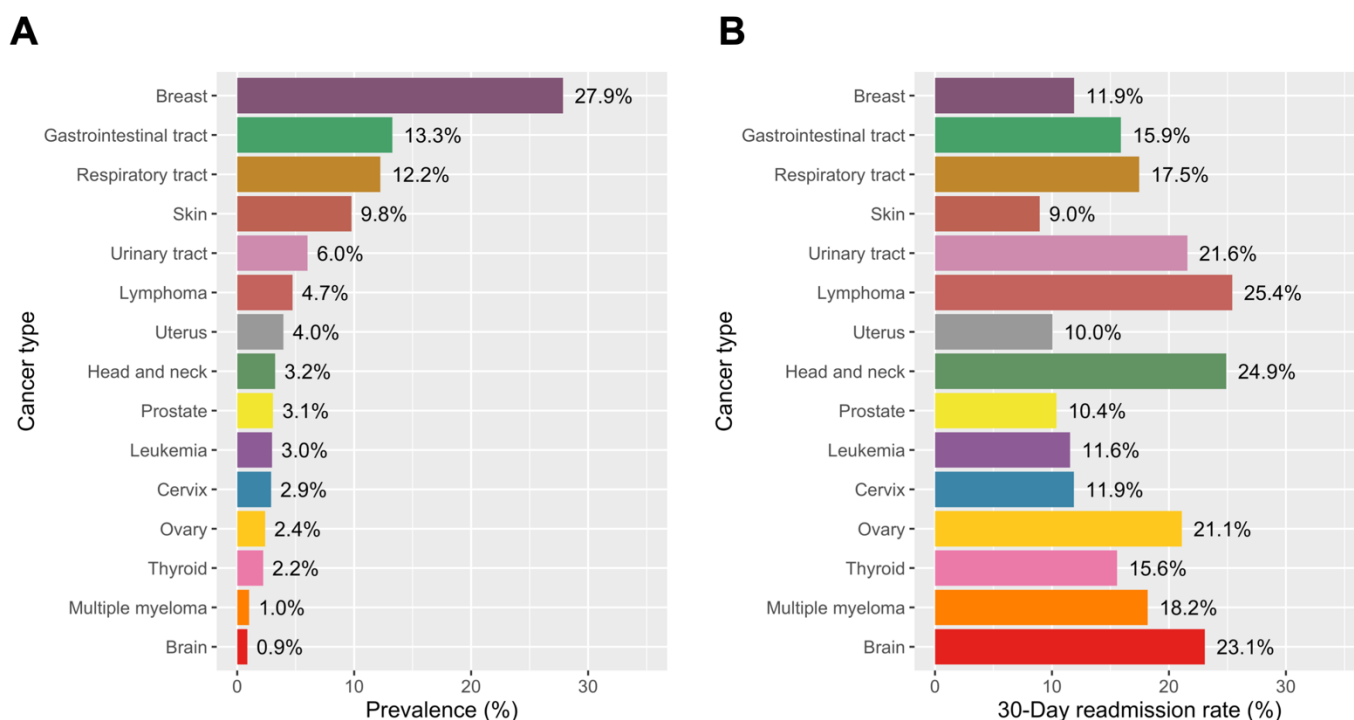 A
Breast 27.9%
Gastrointestinal tract 13.3%
Respiratory tract 12.2%
Skin 9.8%
Urinary tract 6.0%
Lymphoma 4.7%
Uterus 4.0%
Head and neck 3.2%
Prostate 3.1%
Leukemia 3.0%
Cervix 2.9%
Ovary 2.4%
Thyroid 2.2%
Multiple myeloma 1.0%
Brain 0.9%
Cancer type
0 10 20 30
Prevalence (%)
B
Breast 11.9%
Gastrointestinal tract 15.9%
Respiratory tract 17.5%
Skin 9.0%
Urinary tract 21.6%
Lymphoma 25.4%
Uterus 10.0%
Head and neck 24.9%
Prostate 10.4%
Leukemia 11.6%
Cervix 11.9%
Ovary 21.1%
Thyroid 15.6%
Multiple myeloma 18.2%
Brain 23.1%
Cancer type
0 10 20 30
30-Day readmission rate (%)